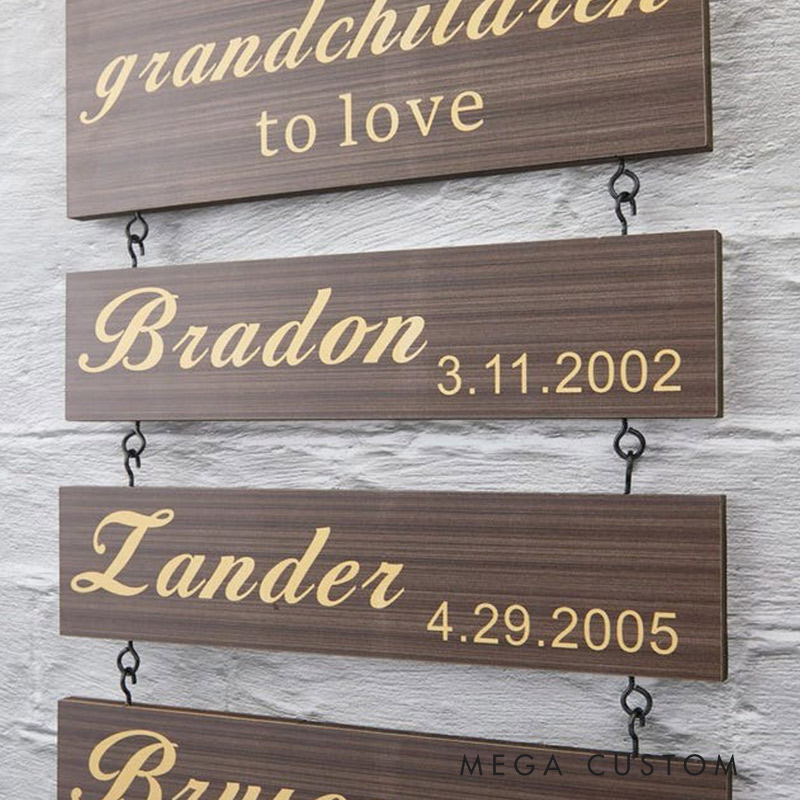 grandchildren
to love
Bradon
3.11.2002
Zander
4.29.2005
MEGA CUSTOM